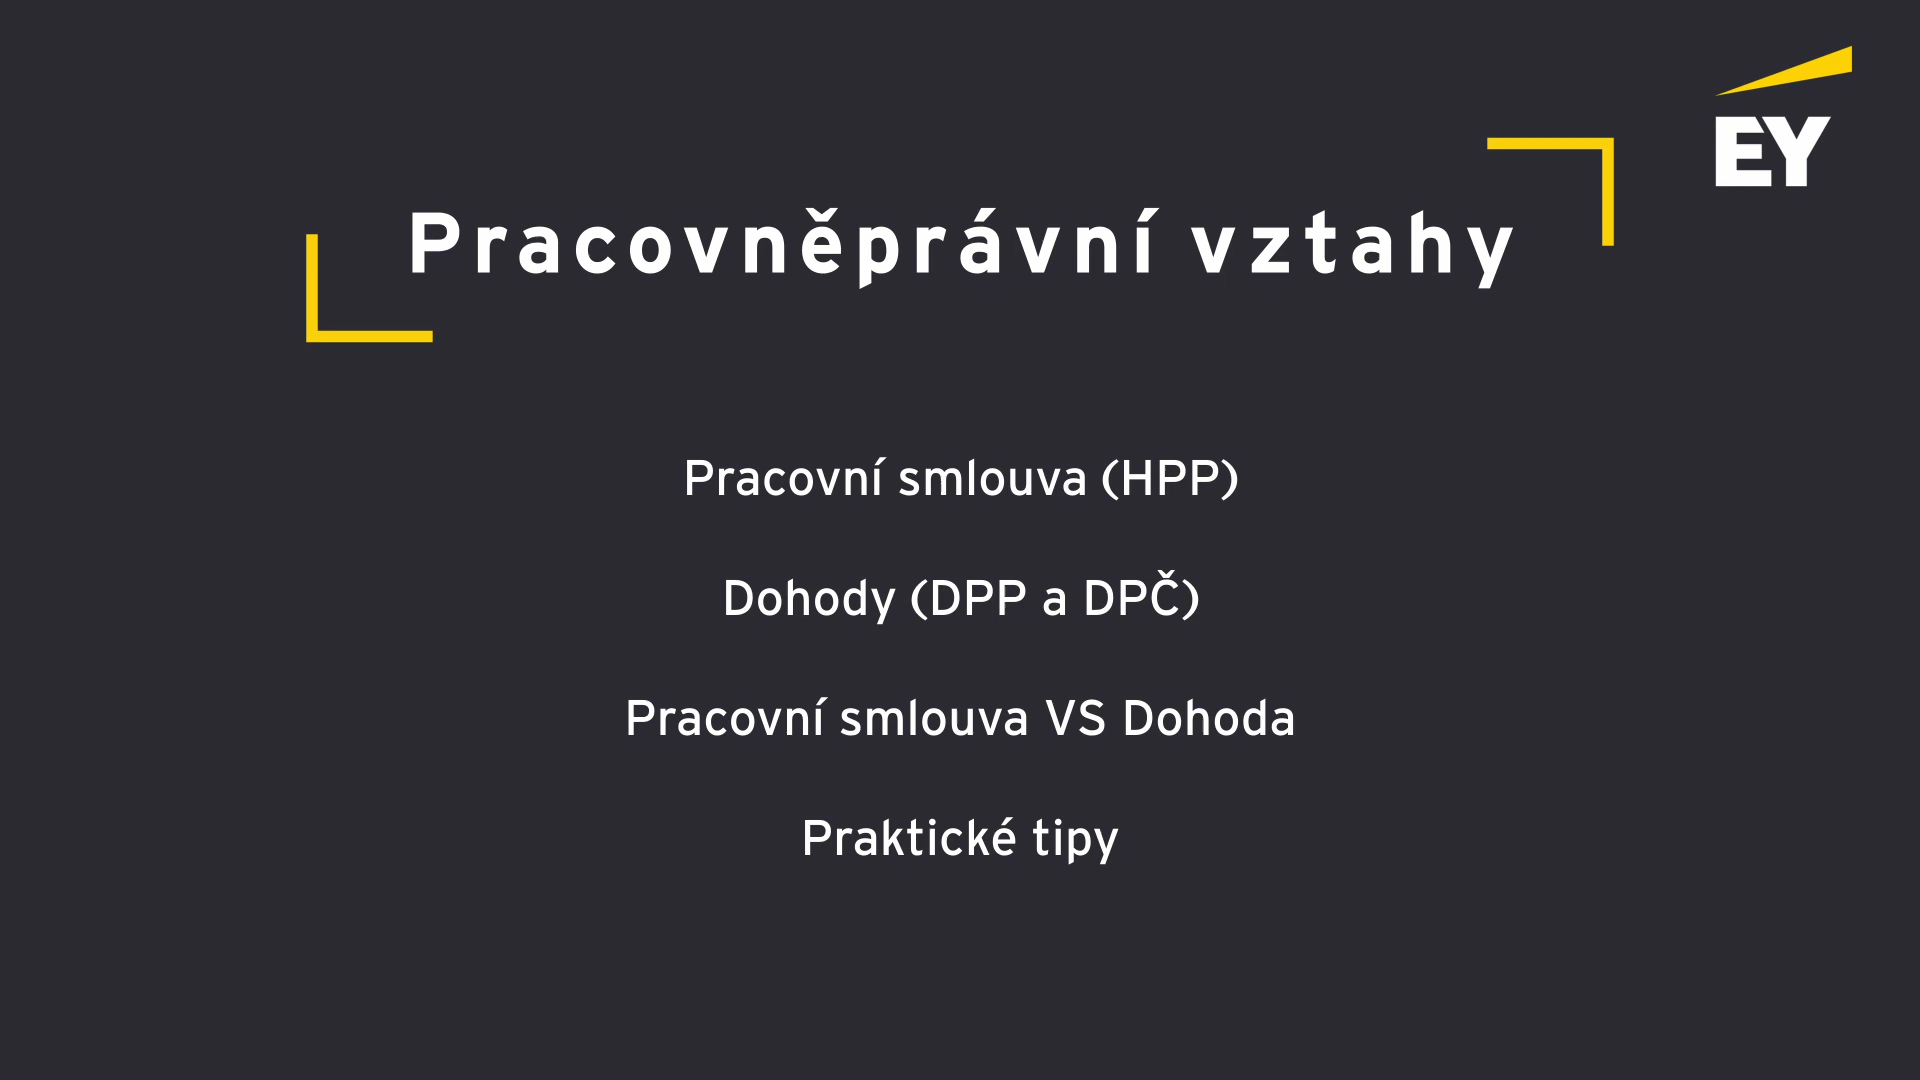 EY
Pracovněprávní vztahy
Pracovní smlouva (HPP)
Dohody (DPP a DPČ)
Pracovní smlouva VS Dohoda
Praktické tipy